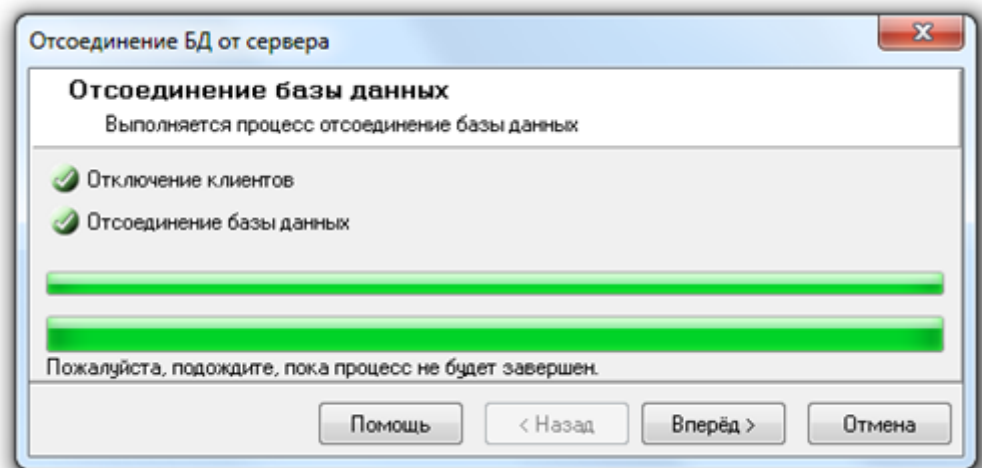 Отсоединение БД от сервера
Отсоединение базы данных
Выполняется процесс отсоединение базы данных
Отключение клиентов
Отсоединение базы данных
Пожалуйста, подождите, пока процесс не будет завершен.
Помощь
< Назад
Вперёд >
Отмена